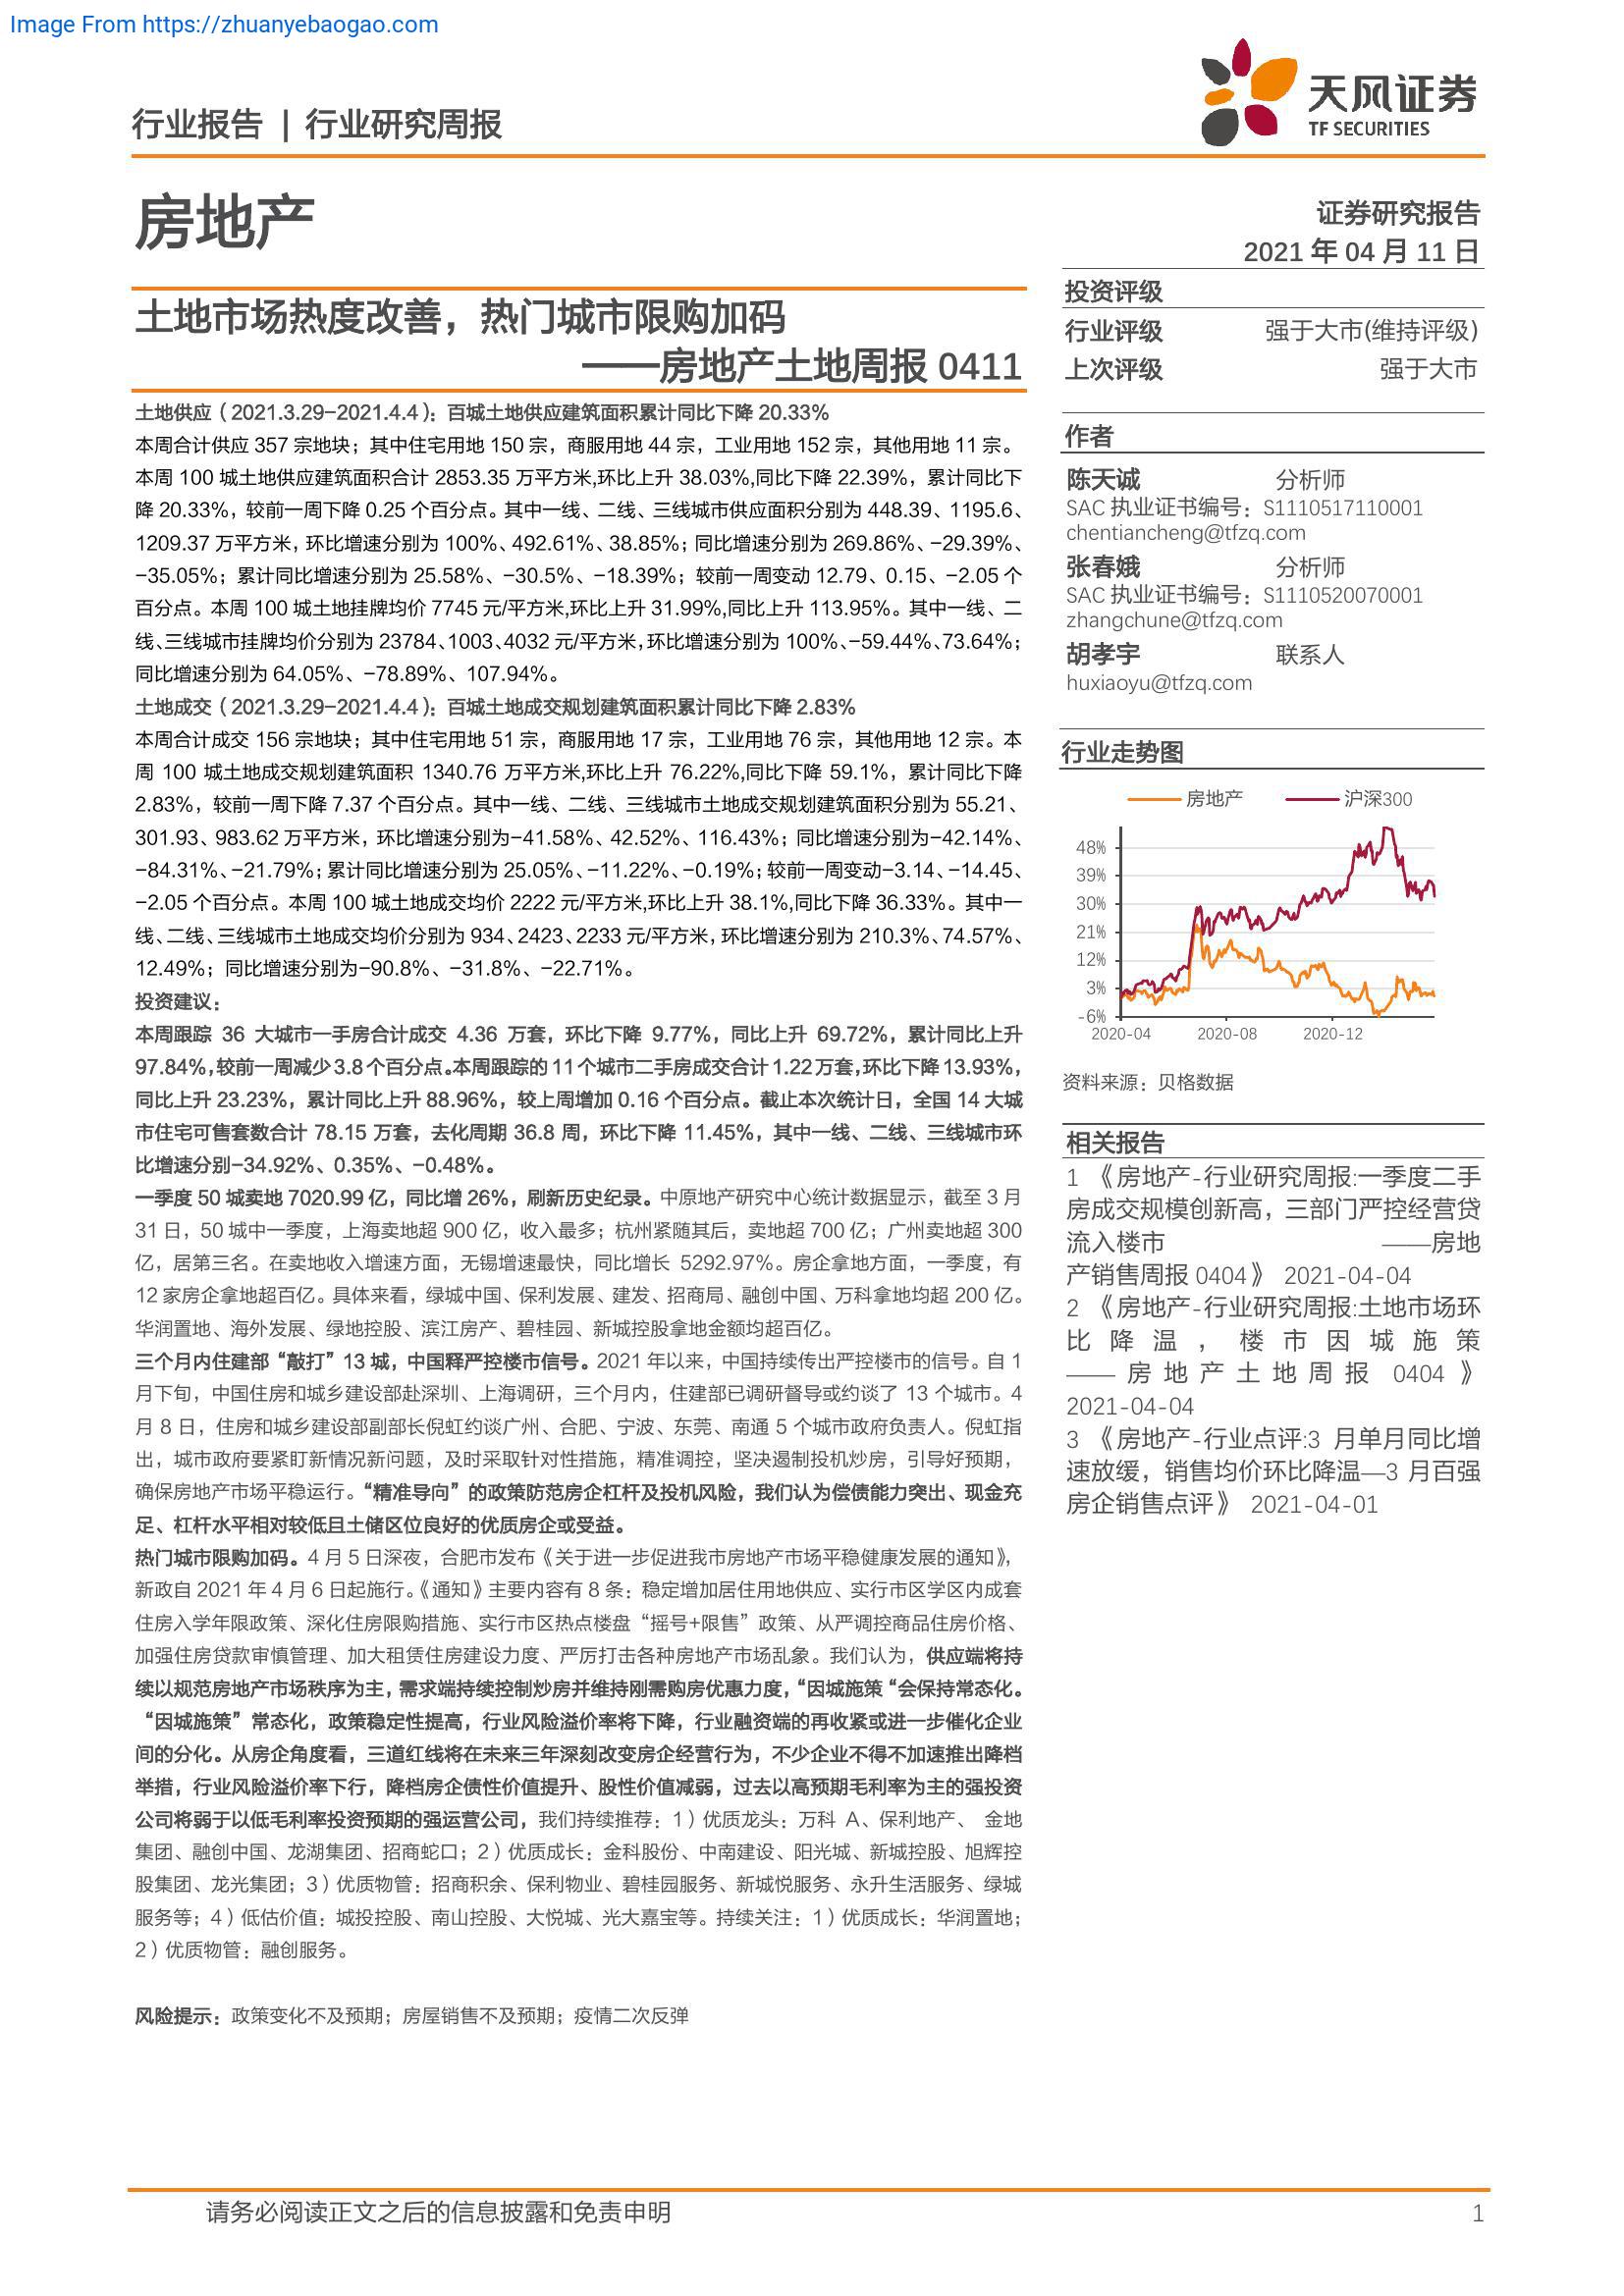 Image From https://zhuanyebaogao.com
天风证券
TF SECURITIES
行业报告 | 行业研究周报
房地产
土地市场热度改善，热门城市限购加码
——房地产土地周报 0411
土地供应（2021.3.29-2021.4.4）：百城土地供应建筑面积累计同比下降 20.33%
本周合计供应 357 宗地块；其中住宅用地 150 宗，商服用地 44 宗，工业用地 152 宗，其他用地 11 宗。
本周 100 城土地供应建筑面积合计 2853.35 万平方米,环比上升 38.03%,同比下降 22.39%，累计同比下
降 20.33%，较前一周下降 0.25 个百分点。其中一线、二线、三线城市供应面积分别为 448.39、1195.6、
1209.37 万平方米，环比增速分别为 100%、492.61%、38.85%；同比增速分别为 269.86%、-29.39%、
-35.05%；累计同比增速分别为 25.58%、-30.5%、-18.39%；较前一周变动 12.79、0.15、-2.05 个
百分点。本周 100 城土地挂牌均价 7745 元/平方米,环比上升 31.99%,同比上升 113.95%。其中一线、二
线、三线城市挂牌均价分别为 23784、1003、4032 元/平方米，环比增速分别为 100%、-59.44%、73.64%；
同比增速分别为 64.05%、-78.89%、107.94%。
土地成交（2021.3.29-2021.4.4）：百城土地成交规划建筑面积累计同比下降 2.83%
本周合计成交 156 宗地块；其中住宅用地 51 宗，商服用地 17 宗，工业用地 76 宗，其他用地 12 宗。本
周 100 城土地成交规划建筑面积 1340.76 万平方米,环比上升 76.22%,同比下降 59.1%，累计同比下降
2.83%，较前一周下降 7.37 个百分点。其中一线、二线、三线城市土地成交规划建筑面积分别为 55.21、
301.93、983.62 万平方米，环比增速分别为-41.58%、42.52%、116.43%；同比增速分别为-42.14%、
-84.31%、-21.79%；累计同比增速分别为 25.05%、-11.22%、-0.19%；较前一周变动-3.14、-14.45、
-2.05 个百分点。本周 100 城土地成交均价 2222 元/平方米,环比上升 38.1%,同比下降 36.33%。其中一
线、二线、三线城市土地成交均价分别为 934、2423、2233 元/平方米，环比增速分别为 210.3%、74.57%、
12.49%；同比增速分别为-90.8%、-31.8%、-22.71%。
投资建议：
本周跟踪 36 大城市一手房合计成交 4.36 万套，环比下降 9.77%，同比上升 69.72%，累计同比上升
97.84%，较前一周减少 3.8 个百分点。本周跟踪的 11 个城市二手房成交合计 1.22 万套，环比下降 13.93%，
同比上升 23.23%，累计同比上升 88.96%，较上周增加 0.16 个百分点。截止本次统计日，全国 14 大城
市住宅可售套数合计 78.15 万套，去化周期 36.8 周，环比下降 11.45%，其中一线、二线、三线城市环
比增速分别-34.92%、0.35%、-0.48%。
一季度 50 城卖地 7020.99 亿，同比增 26%，刷新历史纪录。中原地产研究中心统计数据显示，截至 3 月
31 日，50 城中一季度，上海卖地超 900 亿，收入最多；杭州紧随其后，卖地超 700 亿；广州卖地超 300
亿，居第三名。在卖地收入增速方面，无锡增速最快，同比增长 5292.97%。房企拿地方面，一季度，有
12 家房企拿地超百亿。具体来看，绿城中国、保利发展、建发、招商局、融创中国、万科拿地均超 200 亿。
华润置地、海外发展、绿地控股、滨江房产、碧桂园、新城控股拿地金额均超百亿。
三个月内住建部“敲打”13 城，中国释严控楼市信号。2021 年以来，中国持续传出严控楼市的信号。自 1
月下旬，中国住房和城乡建设部赴深圳、上海调研，三个月内，住建部已调研督导或约谈了 13 个城市。4
月 8 日，住房和城乡建设部副部长倪虹约谈广州、合肥、宁波、东莞、南通 5 个城市政府负责人。倪虹指
出，城市政府要紧盯新情况新问题，及时采取针对性措施，精准调控，坚决遏制投机炒房，引导好预期，
确保房地产市场平稳运行。“精准导向”的政策防范房企杠杆及投机风险，我们认为偿债能力突出、现金充
足、杠杆水平相对较低且土储区位良好的优质房企或受益。
热门城市限购加码。4 月 5 日深夜，合肥市发布《关于进一步促进我市房地产市场平稳健康发展的通知》，
新政自 2021 年 4 月 6 日起施行。《通知》主要内容有 8 条：稳定增加居住用地供应、实行市区学区内成套
住房入学年限政策、深化住房限购措施、实行市区热点楼盘“摇号+限售”政策、从严调控商品住房价格、
加强住房贷款审慎管理、加大租赁住房建设力度、严厉打击各种房地产市场乱象。我们认为，供应端将持
续以规范房地产市场秩序为主，需求端持续控制炒房并维持刚需购房优惠力度，“因城施策“会保持常态化。
“因城施策”常态化，政策稳定性提高，行业风险溢价率将下降，行业融资端的再收紧或进一步催化企业
间的分化。从房企角度看，三道红线将在未来三年深刻改变房企经营行为，不少企业不得不加速推出降档
举措，行业风险溢价率下行，降档房企债性价值提升、股性价值减弱，过去以高预期毛利率为主的强投资
公司将弱于以低毛利率投资预期的强运营公司，我们持续推荐：1）优质龙头：万科 A、保利地产、 金地
集团、融创中国、龙湖集团、招商蛇口；2）优质成长：金科股份、中南建设、阳光城、新城控股、旭辉控
股集团、龙光集团；3）优质物管：招商积余、保利物业、碧桂园服务、新城悦服务、永升生活服务、绿城
服务等；4）低估价值：城投控股、南山控股、大悦城、光大嘉宝等。持续关注：1）优质成长：华润置地；
2）优质物管：融创服务。
风险提示：政策变化不及预期；房屋销售不及预期；疫情二次反弹
证券研究报告
2021 年 04 月 11 日
投资评级
行业评级 强于大市(维持评级)
上次评级 强于大市
作者
陈天诚 分析师
SAC 执业证书编号：S1110517110001
chentiancheng@tfzq.com
张春娥 分析师
SAC 执业证书编号：S1110520070001
zhangchune@tfzq.com
胡孝宇 联系人
huxiaoyu@tfzq.com
行业走势图
房地产 沪深300
48%
39%
30%
21%
12%
3%
-6%
2020-04 2020-08 2020-12
资料来源：贝格数据
相关报告
1 《房地产-行业研究周报:一季度二手
房成交规模创新高，三部门严控经营贷
流入楼市 ——房地
产销售周报 0404》 2021-04-04
2 《房地产-行业研究周报:土地市场环
比降温，楼市因城施策
——房地产土地周报 0404》
2021-04-04
3 《房地产-行业点评:3 月单月同比增
速放缓，销售均价环比降温—3 月百强
房企销售点评》 2021-04-01
请务必阅读正文之后的信息披露和免责申明 1